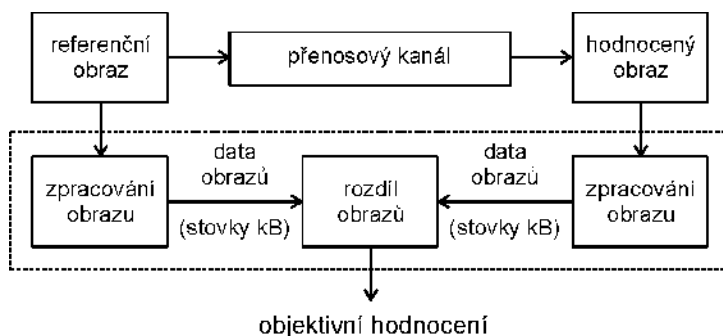 referenční
obraz
přenosový kanál
hodnocený
obraz
zpracování
obrazu
data
obrazů
(stovky kB)
rozdíl
obrazů
data
obrazů
(stovky kB)
zpracování
obrazu
objektivní hodnocení